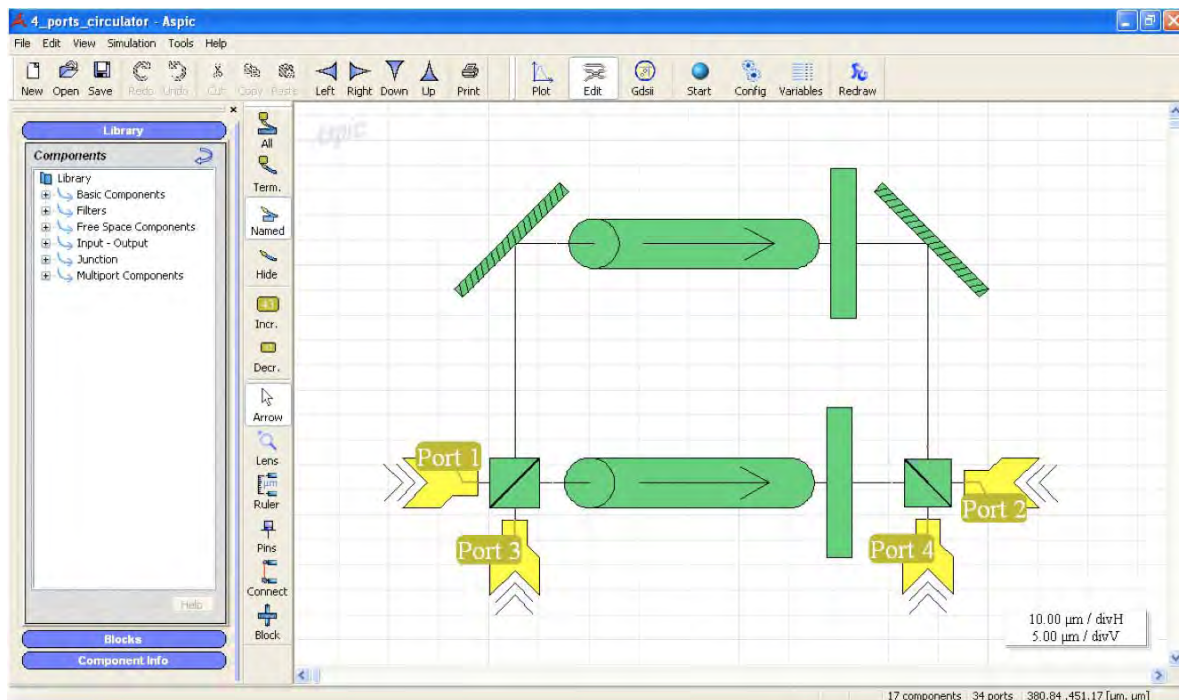 4_ports_circulator - Aspic
File Edit View Simulation Tools Help
New Open Save Redo Undo Cut Copy Paste Left Right Down Up Print Plot Edit Gdsii Start Config Variables Redraw
Library
Components
Library
Basic Components
Filters
Free Space Components
Input - Output
Junction
Multiport Components
Help
Blocks
Component Info
All
Term.
Named
Hide
Incr.
Decr.
Arrow
Lens
µm
Ruler
Pins
Connect
Block
Port 1
Port 2
Port 3
Port 4
10.00 µm / divH
5.00 µm / divV
17 components 34 ports 380.84 ,451.17 [µm, µm]